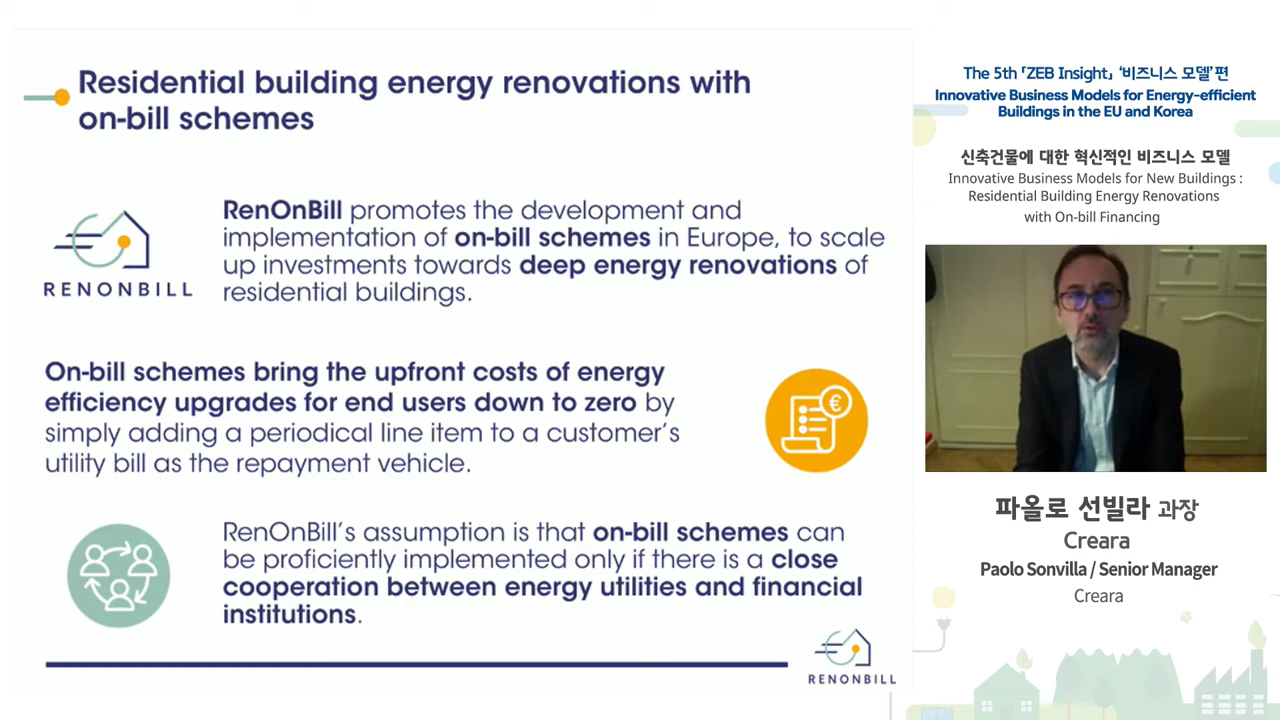 Residential building energy renovations with
on-bill schemes
RENONBILL
RenOnBill promotes the development and
implementation of on-bill schemes in Europe, to scale
up investments towards deep energy renovations of
residential buildings.
On-bill schemes bring the upfront costs of energy
efficiency upgrades for end users down to zero by
simply adding a periodical line item to a customer's
utility bill as the repayment vehicle.
€
RenOnBill's assumption is that on-bill schemes can
be proficiently implemented only if there is a close
cooperation between energy utilities and financial
institutions.
RENONBILL
The 5th 「ZEB Insight」 '비즈니스 모델'편
Innovative Business Models for Energy-efficient
Buildings in the EU and Korea
신축건물에 대한 혁신적인 비즈니스 모델
Innovative Business Models for New Buildings :
Residential Building Energy Renovations
with On-bill Financing
파올로 선빌라 과장
Creara
Paolo Sonvilla / Senior Manager
Creara